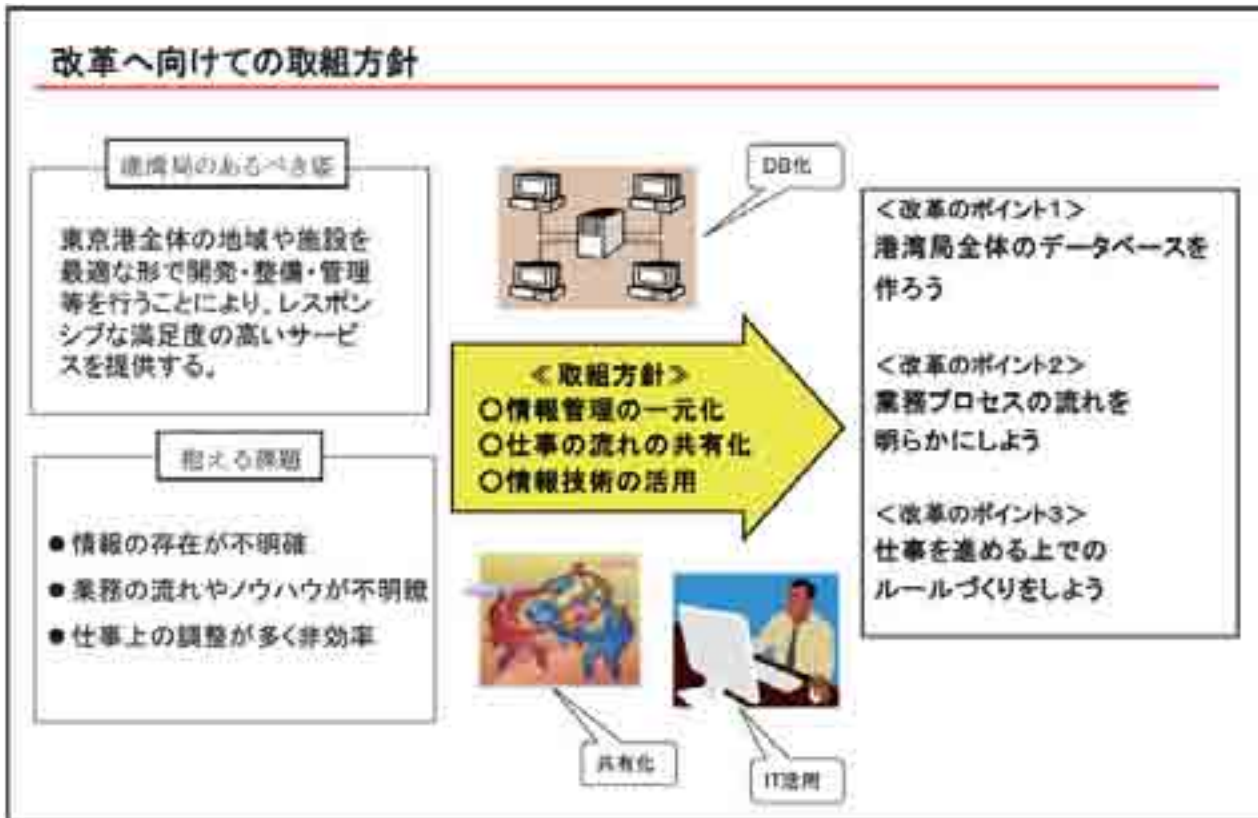 改革へ向けての取組方針
港湾局のあるべき姿
東京港全体の地域や施設を
最適な形で開発・整備・管理
等を行うことにより、レスポン
シブな満足度の高いサービ
スを提供する。
抱える課題
●情報の存在が不明確
●業務の流れやノウハウが不明瞭
●仕事上の調整が多く非効率
DB化
≪取組方針≫
○情報管理の一元化
○仕事の流れの共有化
○情報技術の活用
共有化
IT活用
＜改革のポイント1＞
港湾局全体のデータベースを
作ろう
＜改革のポイント2＞
業務プロセスの流れを
明らかにしよう
＜改革のポイント3＞
仕事を進める上での
ルールづくりをしよう